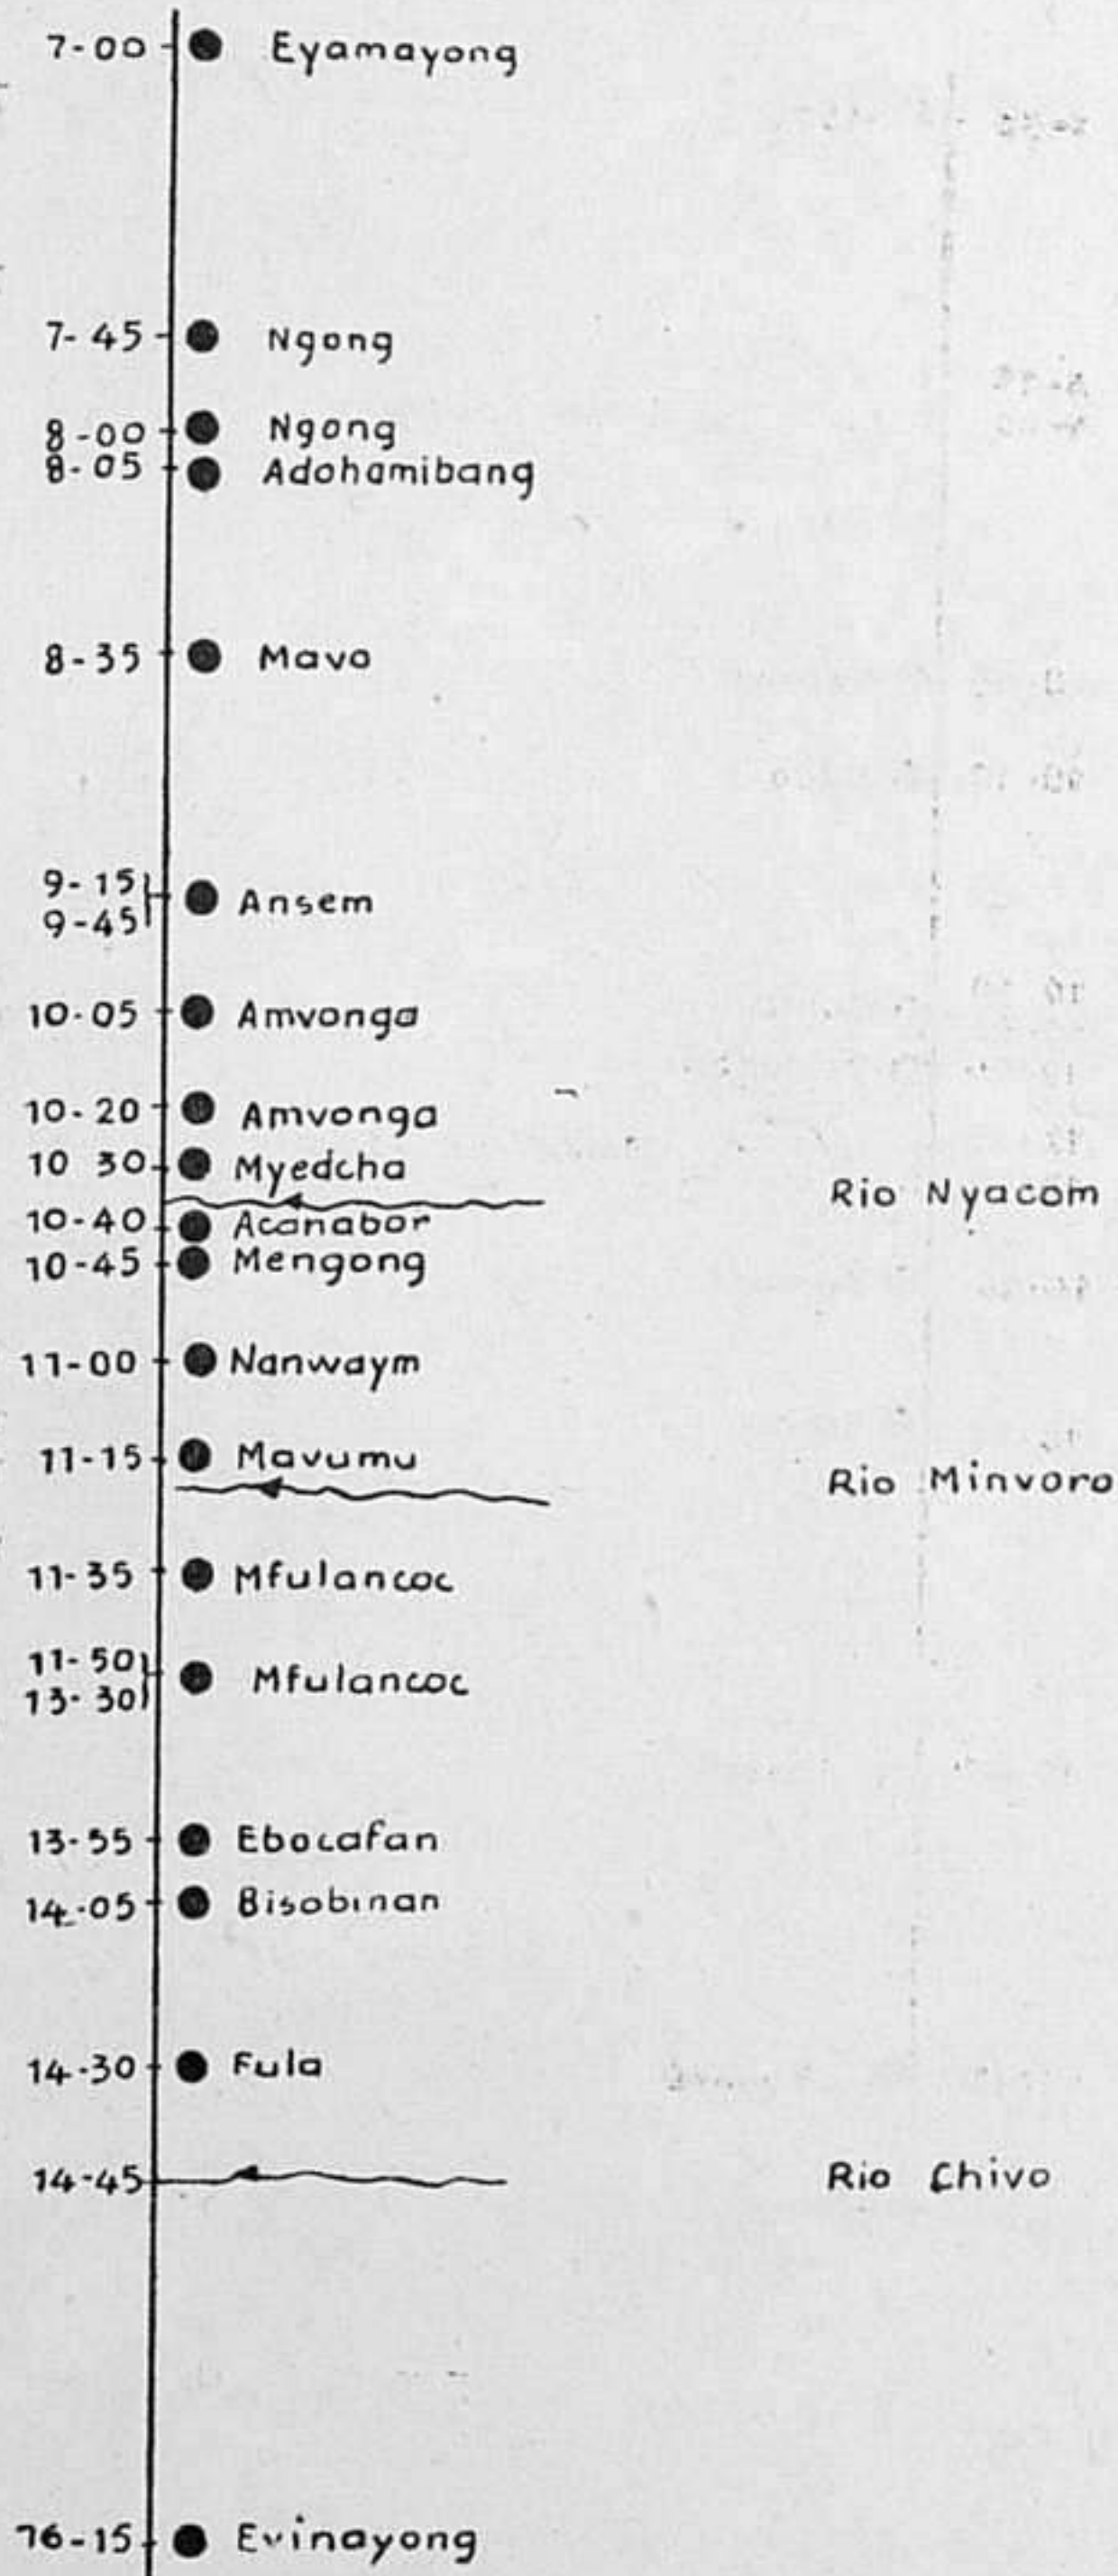 7-00 Eyamayong
7-45 Ngong
8-00 Ngong
8-05 Adohamibang
8-35 Mavo
9-15
9-45 Ansem
10-05 Amvonga
10-20 Amvonga
10 30 Myedcha
Rio Nyacom
10-40 Acanabor
10-45 Mengong
11-00 Nanwaym
11-15 Mavumu
Rio Minvoro
11-35 Mfulancoc
11-50
13-30 Mfulancoc
13-55 Ebocafan
14-05 Bisobinan
14-30 Fula
14-45 Rio Chivo
16-15 Evinayong